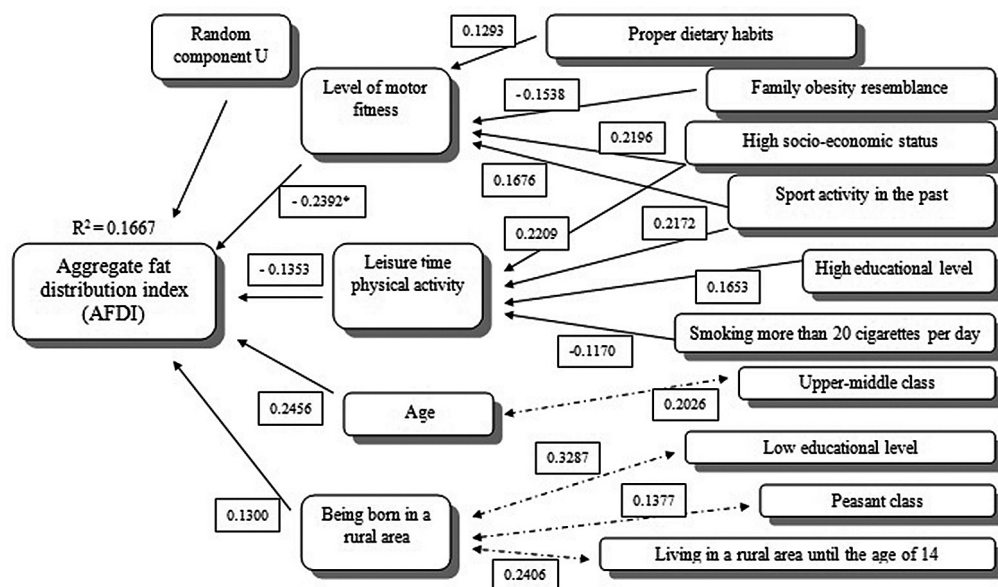 Random
component U
0.1293
Proper dietary habits
Level of motor
fitness
- 0.1538
Family obesity resemblance
0.2196
High socio-economic status
0.1676
Sport activity in the past
- 0.2392*
0.2172
R² = 0.1667
0.2209
Aggregate fat
distribution index
(AFDI)
- 0.1353
Leisure time
physical activity
High educational level
0.1653
Smoking more than 20 cigarettes per day
-0.1170
Upper-middle class
0.2456
Age
0.2026
Low educational level
0.3287
0.1377
Peasant class
0.1300
Being born in a
rural area
Living in a rural area until the age of 14
0.2406